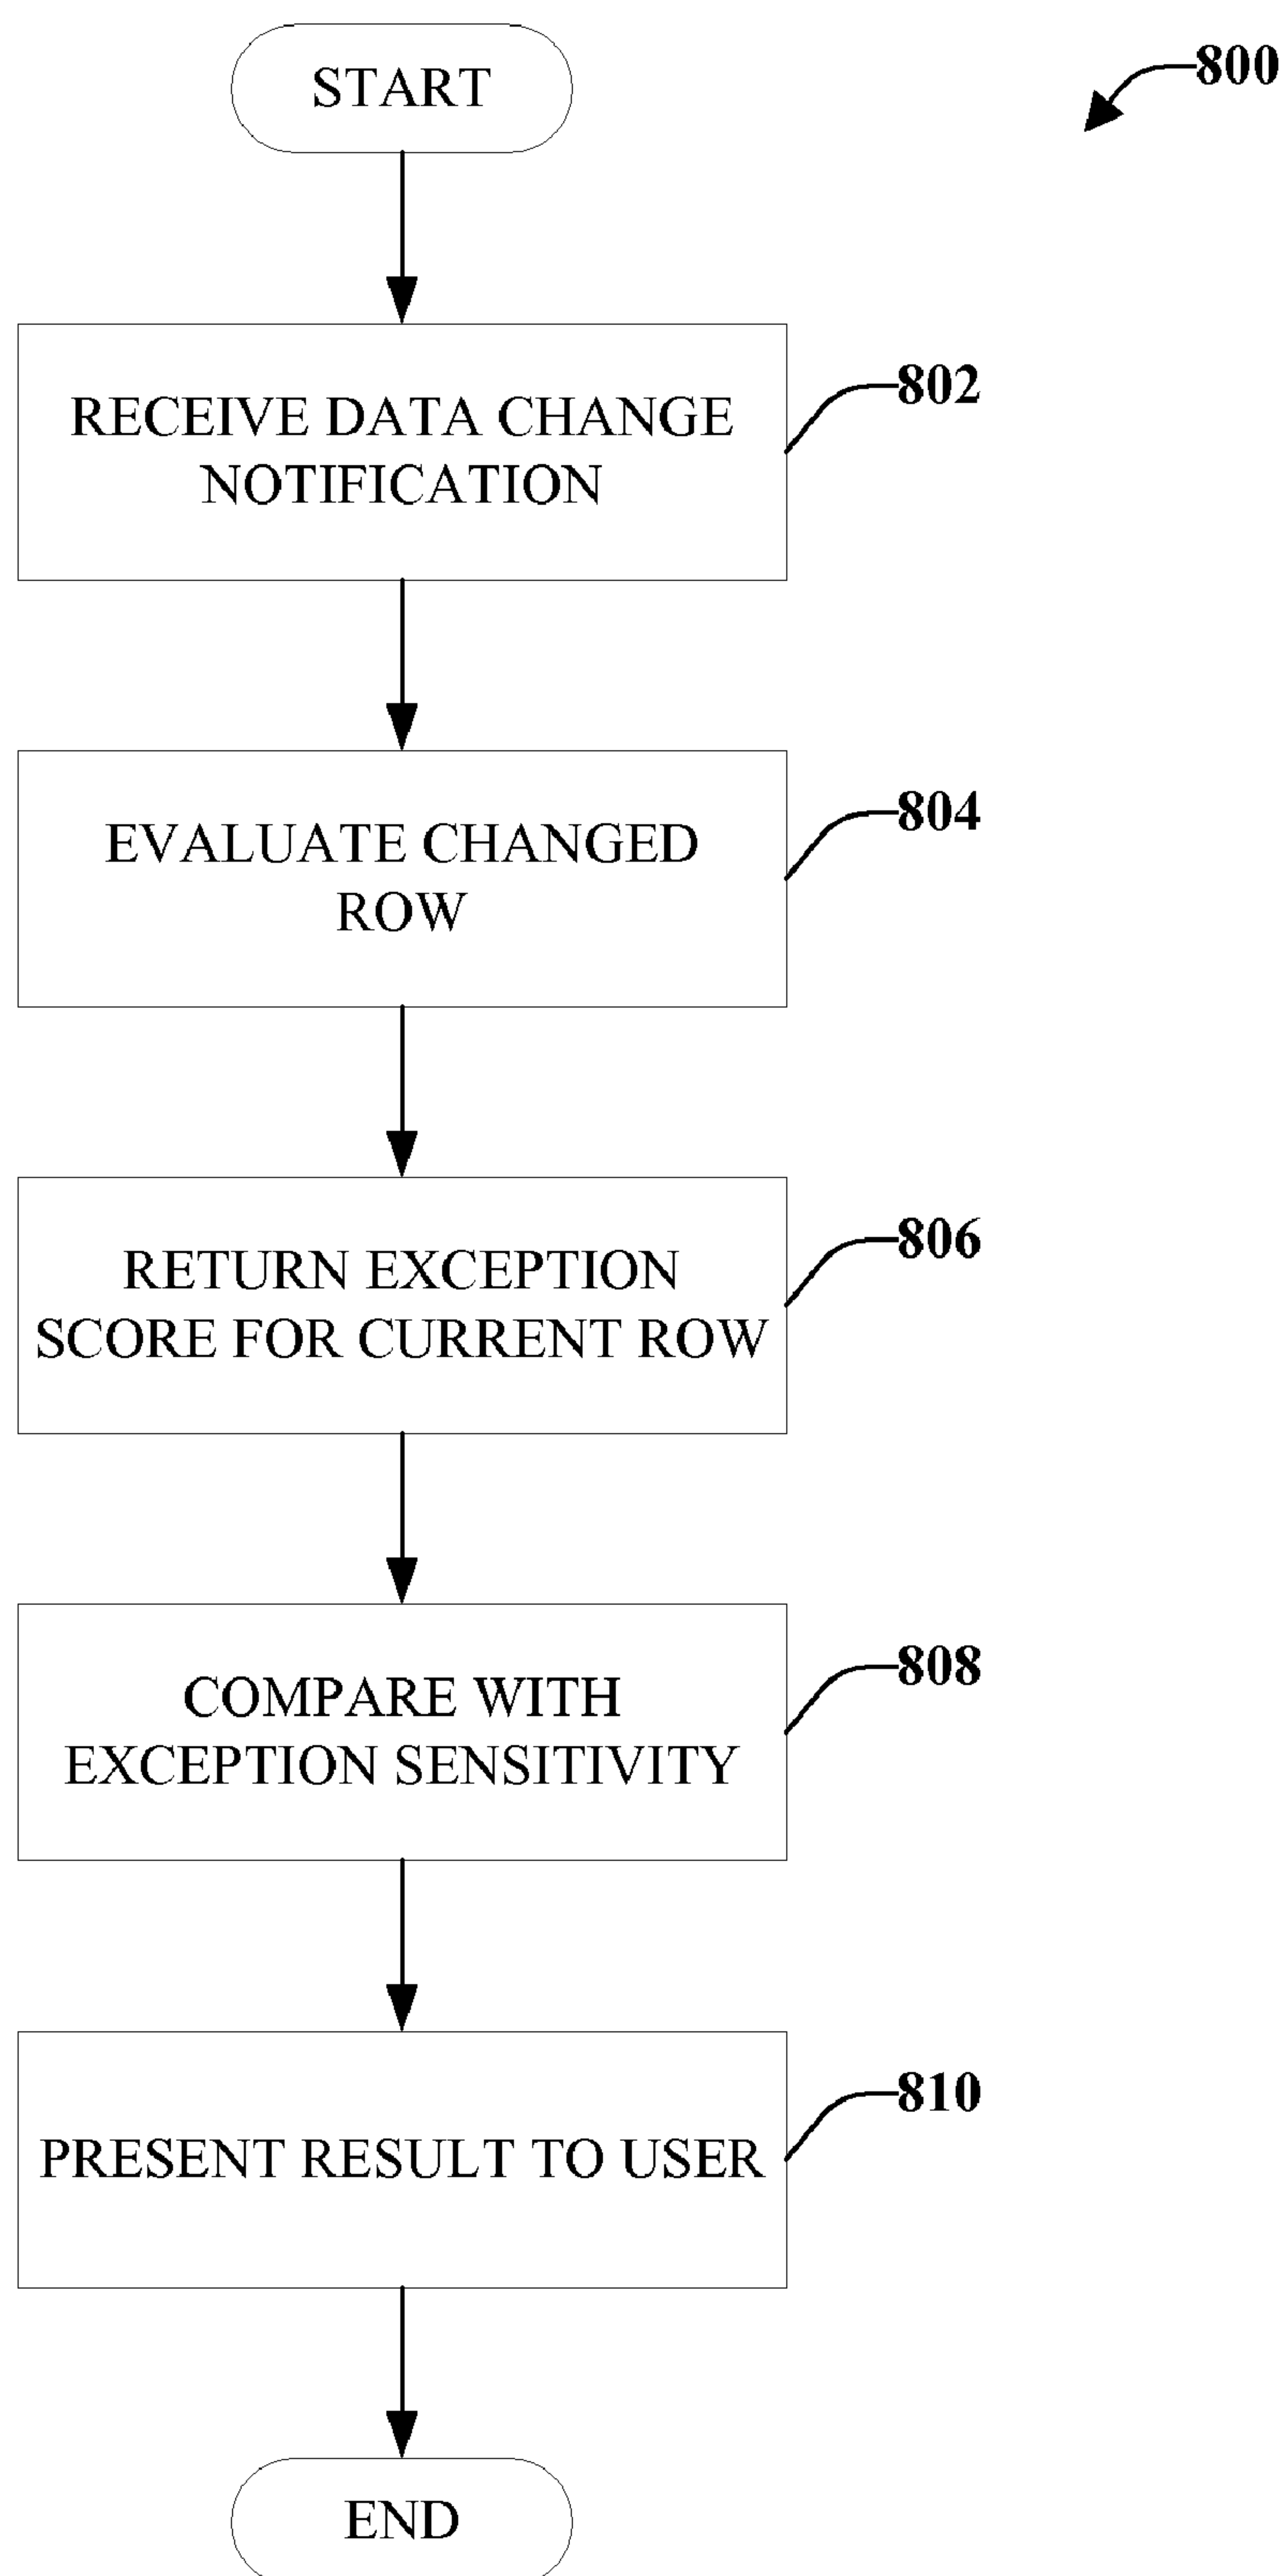 START
800
RECEIVE DATA CHANGE
NOTIFICATION
802
EVALUATE CHANGED
ROW
804
RETURN EXCEPTION
SCORE FOR CURRENT ROW
806
COMPARE WITH
EXCEPTION SENSITIVITY
808
PRESENT RESULT TO USER
810
END